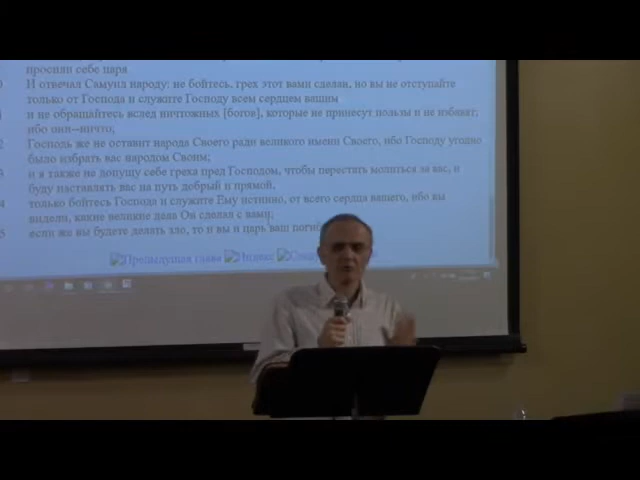 просили себе царя
И отвечал Самуил народу: не бойтесь, грех этот вами сделан, но вы не отступайте
только от Господа и служите Господу всем сердцем вашим
и не обращайтесь вслед ничтожных [богов], которые не принесут пользы и не избавят;
ибо они--ничто;
2 Господь же не оставит народа Своего ради великого имени Своего, ибо Господу угодно
было избрать вас народом Своим;
3 и я также не допущу себе греха пред Господом, чтобы перестать молиться за вас, и
буду наставлять вас на путь добрый и прямой,
4 только бойтесь Господа и служите Ему истинно, от всего сердца вашего, ибо вы
видели, какие великие дела Он сделал с вами;
5 если же вы будете делать зло, то и вы и царь ваш
Предыдущая глава Индекс